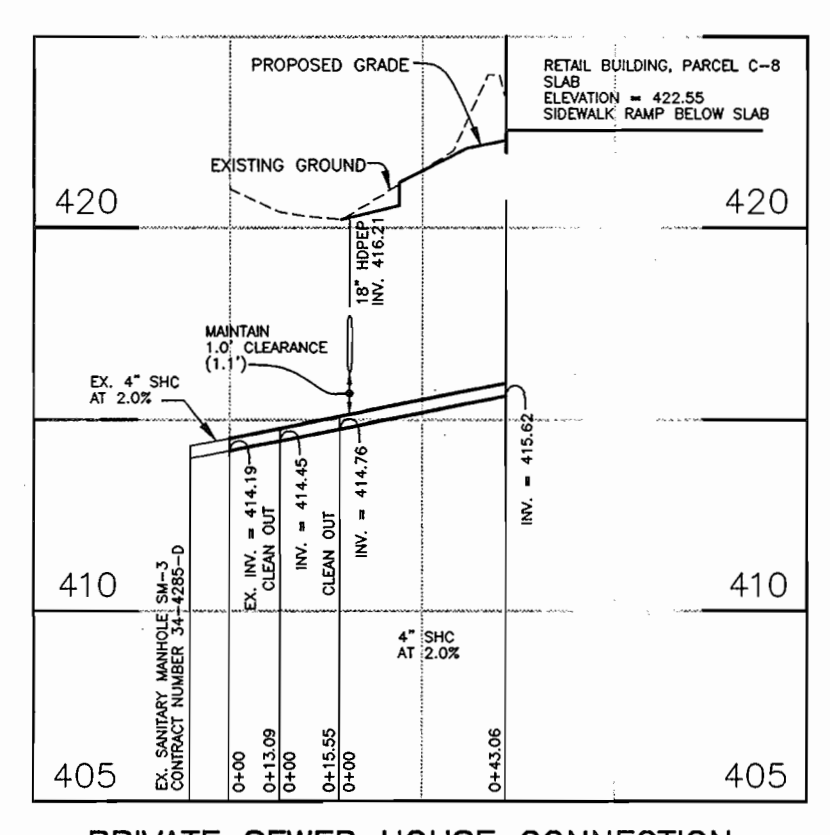 PROPOSED GRADE
RETAIL BUILDING, PARCEL C-8
SLAB
ELEVATION = 422.55
SIDEWALK RAMP BELOW SLAB
EXISTING GROUND
420
420
18" HDPEP
INV. 416.21
MAINTAIN
1.0' CLEARANCE
(1.1')
EX. 4" SHC
AT 2.0%
EX. INV. = 414.19
CLEAN OUT
INV. = 414.45
CLEAN OUT
INV. = 414.76
INV. = 415.62
410
410
EX. SANITARY MANHOLE SM-3
CONTRACT NUMBER 34-4285-D
4" SHC
AT 2.0%
405
0+00
0+13.09
0+00
0+15.55
0+00
0+43.06
405
PRIVATE SEWER HOUSE CONNECTION